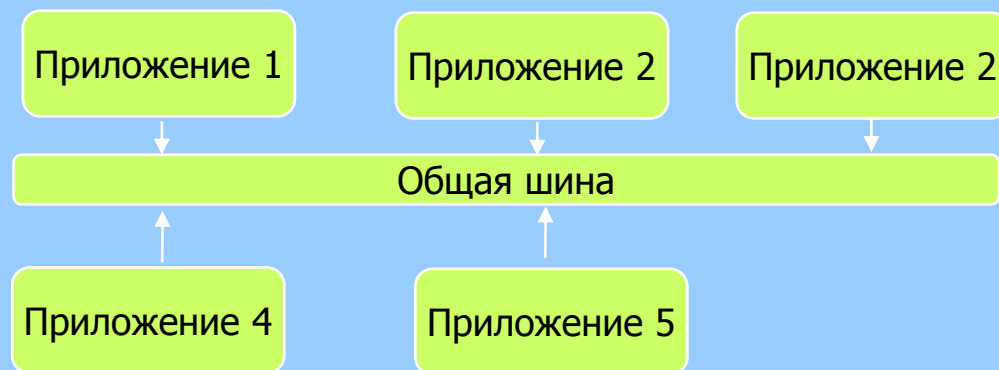 Приложение 1
Приложение 2
Приложение 2
Общая шина
Приложение 4
Приложение 5